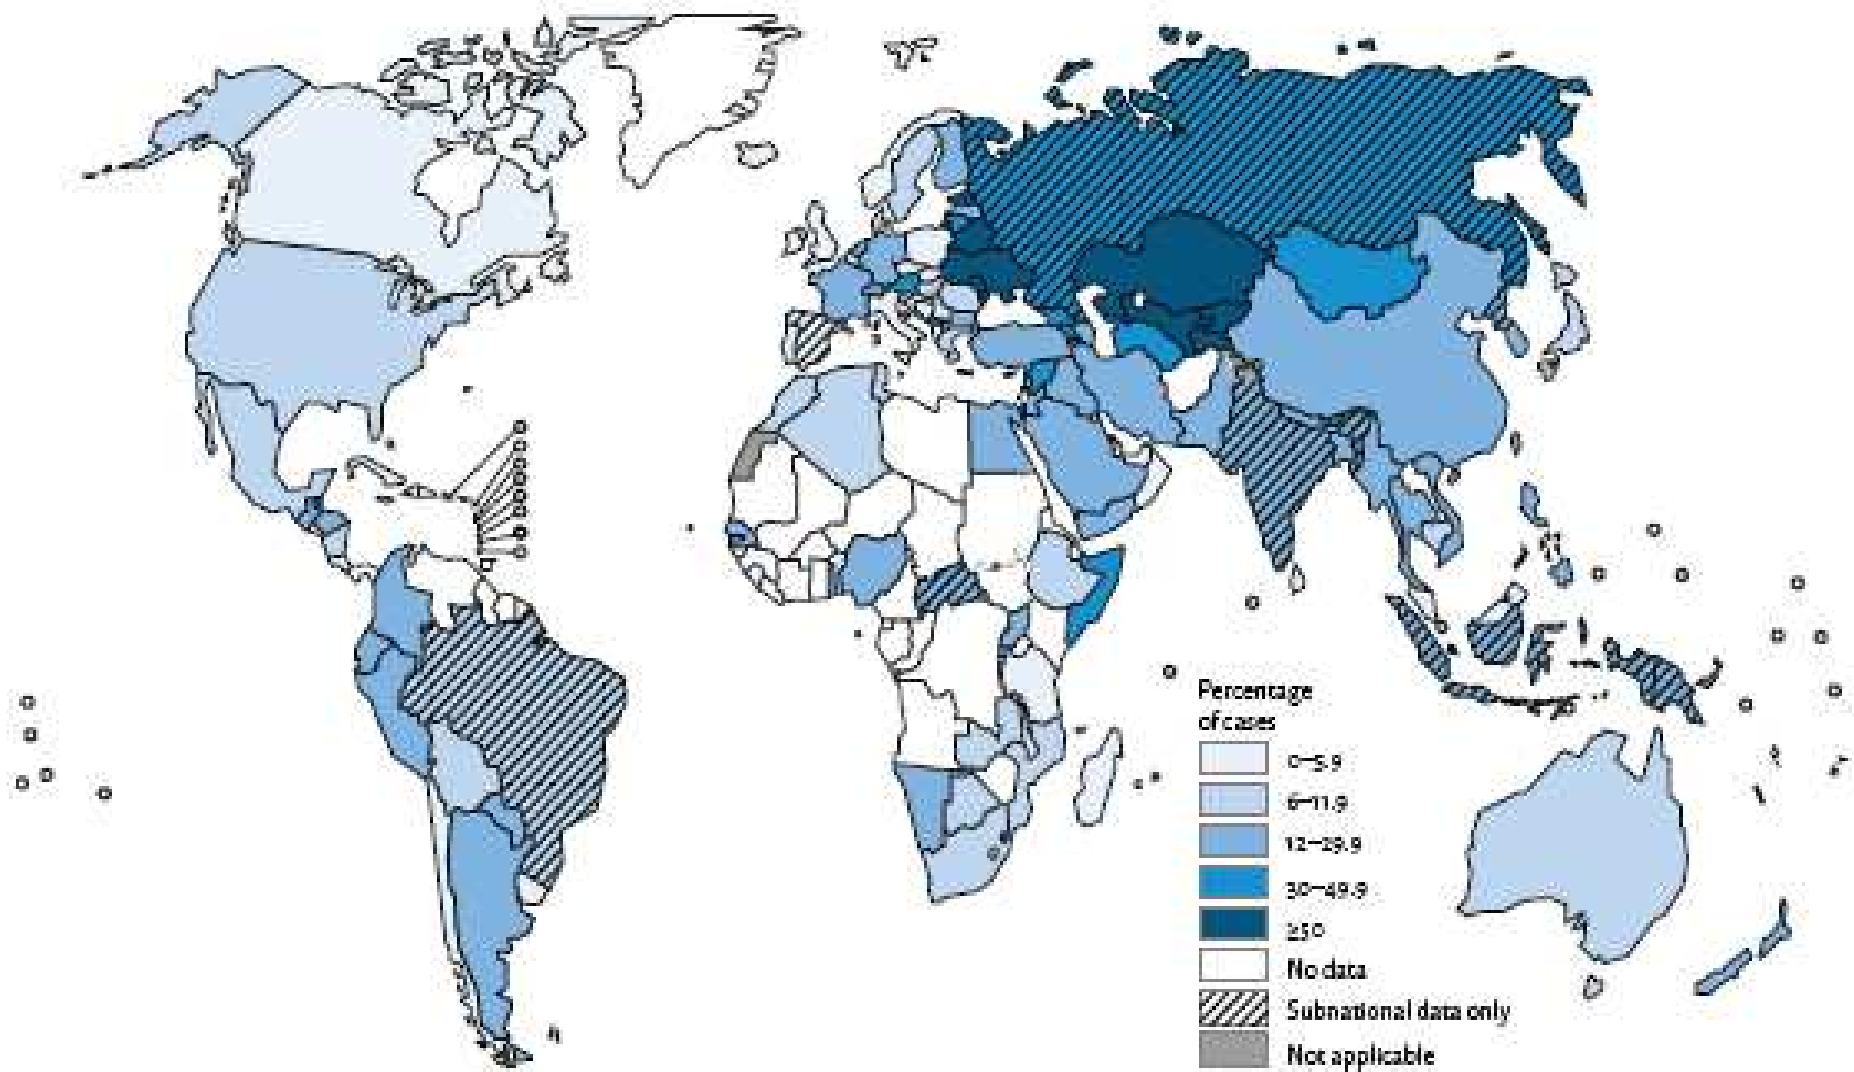 Percentage
of cases
0–5.9
6–11.9
12–29.9
30–49.9
≥50
No data
Subnational data only
Not applicable